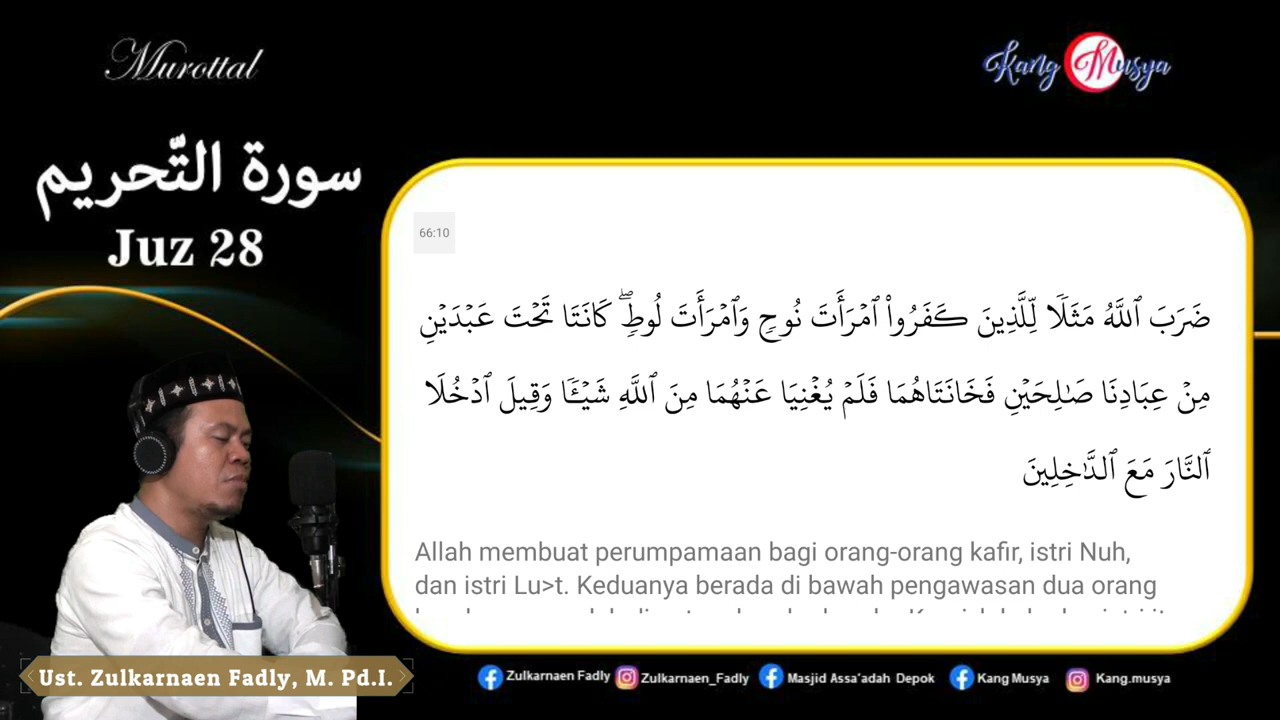 Murottal
Kang Musya
سورة التّحريم
Juz 28
66:10
ضَرَبَ ٱللَّهُ مَثَلٗا لِّلَّذِينَ كَفَرُواْ ٱمۡرَأَتَ نُوحٖ وَٱمۡرَأَتَ لُوطٖۖ كَانَتَا تَحۡتَ عَبۡدَيۡنِ
مِنۡ عِبَادِنَا صَٰلِحَيۡنِ فَخَانَتَاهُمَا فَلَمۡ يُغۡنِيَا عَنۡهُمَا مِنَ ٱللَّهِ شَيۡـٔٗا وَقِيلَ ٱدۡخُلَا
ٱلنَّارَ مَعَ ٱلدَّٰخِلِينَ
Allah membuat perumpamaan bagi orang-orang kafir, istri Nuh,
dan istri Lu>t. Keduanya berada di bawah pengawasan dua orang
Ust. Zulkarnaen Fadly, M. Pd.I.
Zulkarnaen Fadly Zulkarnaen_Fadly Masjid Assa'adah Depok Kang Musya Kang.musya